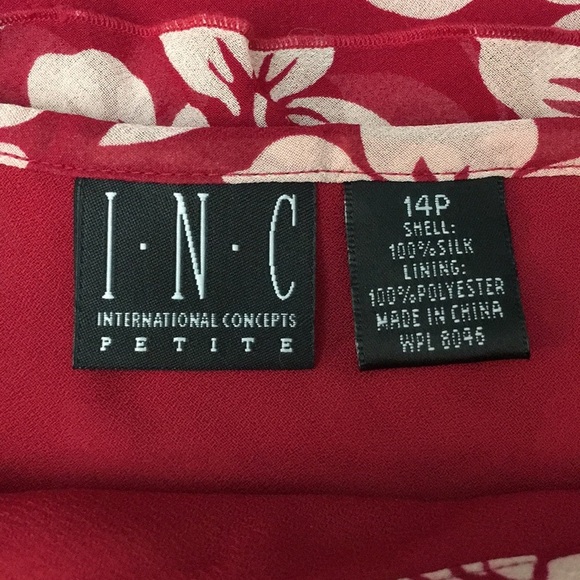 I·N·C
INTERNATIONAL CONCEPTS
PETITE
14P
SHELL:
100%SILK
LINING:
100%POLYESTER
MADE IN CHINA
WPL 8046